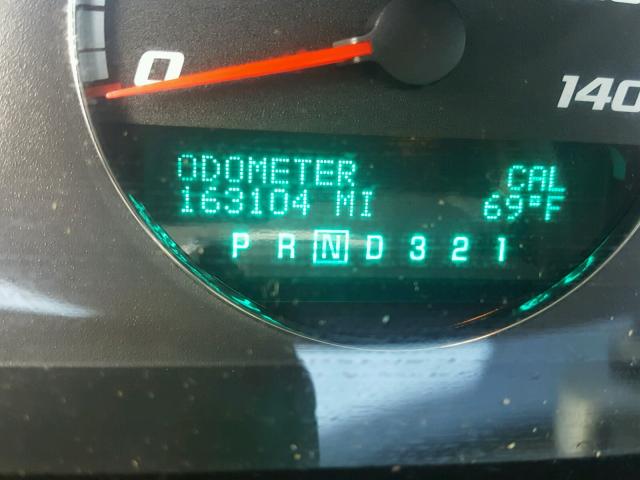 0
140
ODOMETER CAL
163104 MI 69°F
P R N D 3 2 1